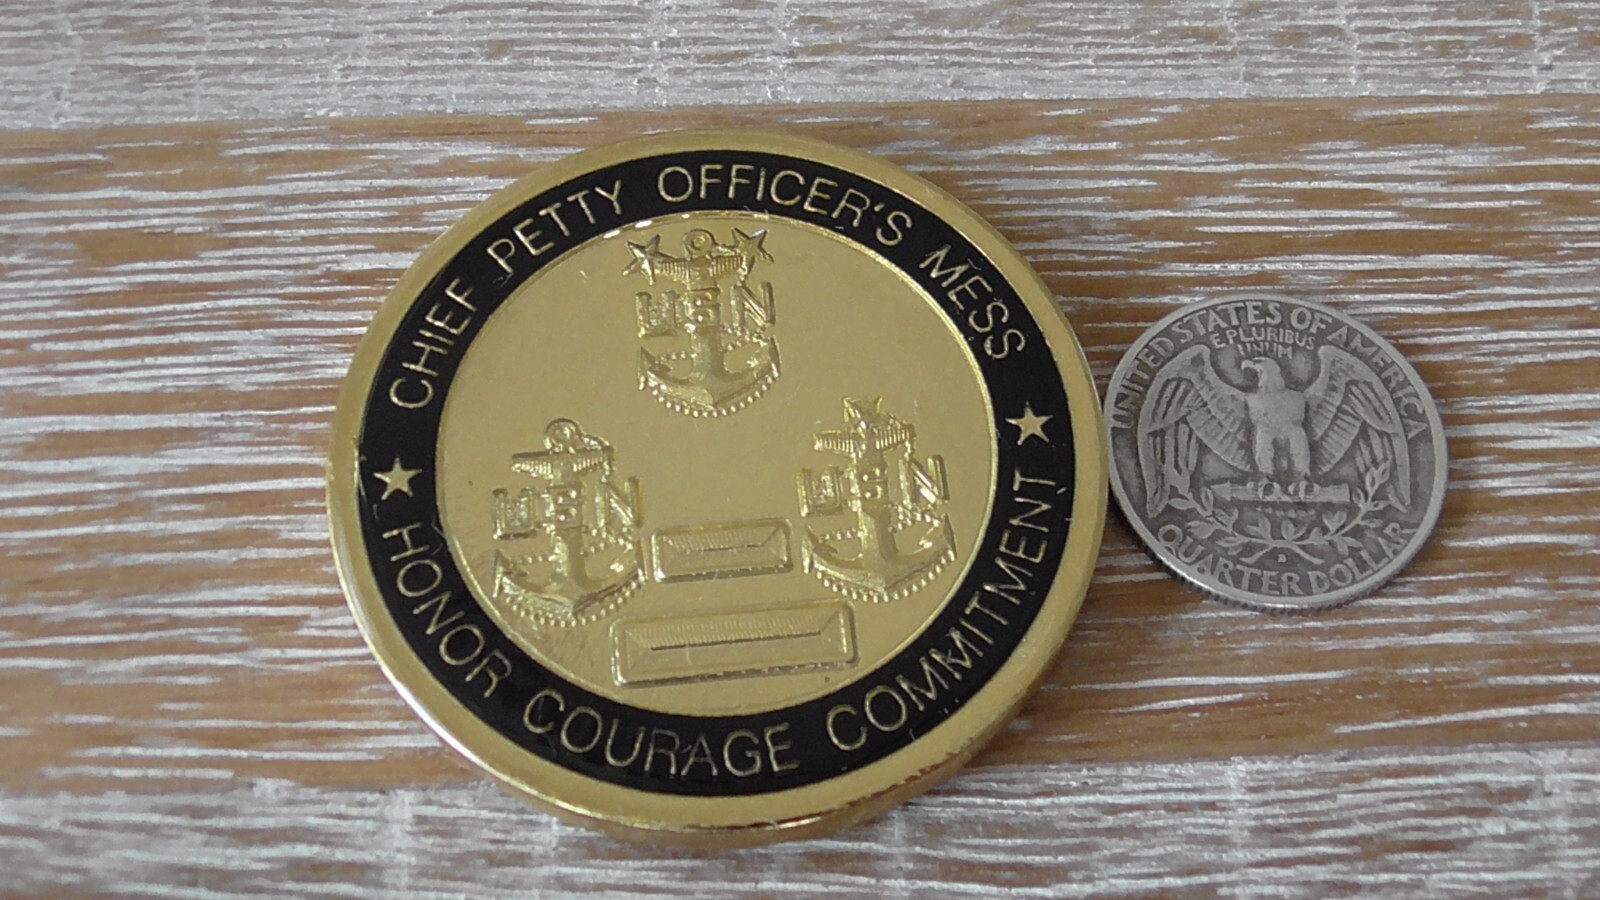 CHIEF PETTY OFFICER'S MESS
HONOR COURAGE COMMITMENT
USN
USN
USN
UNITED STATES OF AMERICA
E PLURIBUS
UNUM
D
QUARTER DOLLAR